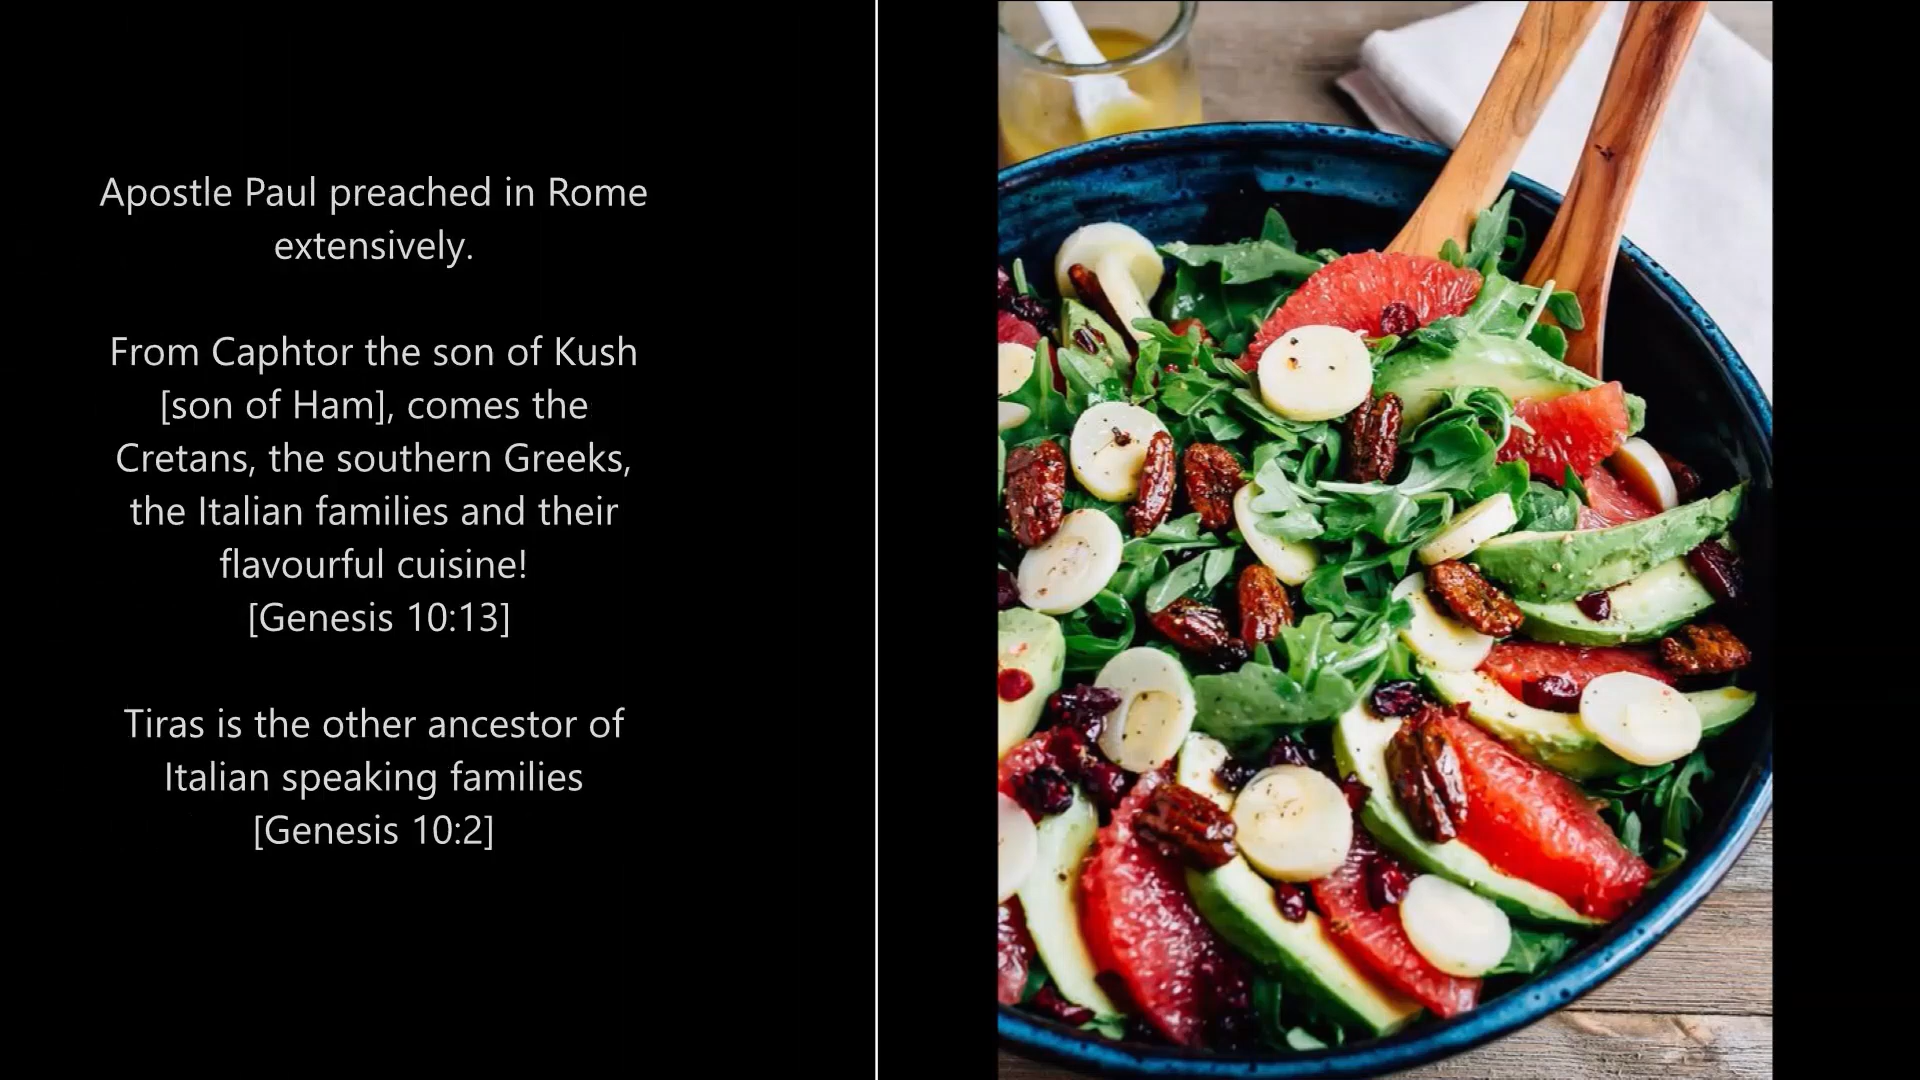 Apostle Paul preached in Rome
extensively.
From Caphtor the son of Kush
[son of Ham], comes the
Cretans, the southern Greeks,
the Italian families and their
flavourful cuisine!
[Genesis 10:13]
Tiras is the other ancestor of
Italian speaking families
[Genesis 10:2]